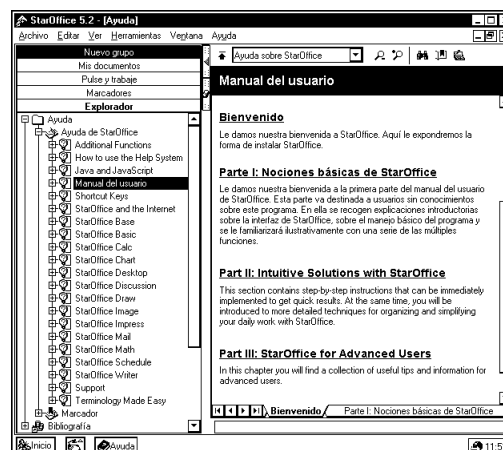 StarOffice 5.2 - [Ayuda]
Archivo Editar Ver Herramientas Ventana Ayuda
Nuevo grupo
Mis documentos
Pulse y trabaje
Marcadores
Explorador
Ayuda
Ayuda de StarOffice
Additional Functions
How to use the Help System
Java and JavaScript
Manual del usuario
Shortcut Keys
StarOffice and the Internet
StarOffice Base
StarOffice Basic
StarOffice Calc
StarOffice Chart
StarOffice Desktop
StarOffice Discussion
StarOffice Draw
StarOffice Image
StarOffice Impress
StarOffice Mail
StarOffice Math
StarOffice Schedule
StarOffice Writer
Support
Terminology Made Easy
Marcador
Bibliografía
Ayuda sobre StarOffice
Manual del usuario
Bienvenido
Le damos nuestra bienvenida a StarOffice. Aquí le expondremos la
forma de instalar StarOffice.
Parte I: Nociones básicas de StarOffice
Le damos nuestra bienvenida a la primera parte del manual del usuario
de StarOffice. Esta parte va destinada a usuarios sin conocimientos
sobre este programa. En ella se recogen explicaciones introductorias
sobre la interfaz de StarOffice, sobre el manejo básico del programa y
se le familiarizará ilustrativamente con una serie de las múltiples
funciones.
Part II: Intuitive Solutions with StarOffice
This section contains step-by-step instructions that can be immediately
implemented to get quick results. At the same time, you will be
introduced to more detailed techniques for organizing and simplifying
your daily work with StarOffice.
Part III: StarOffice for Advanced Users
In this chapter you will find a collection of useful tips and information for
advanced users.
Bienvenido
Parte I: Nociones básicas de StarOffice
Inicio
Ayuda
11:5